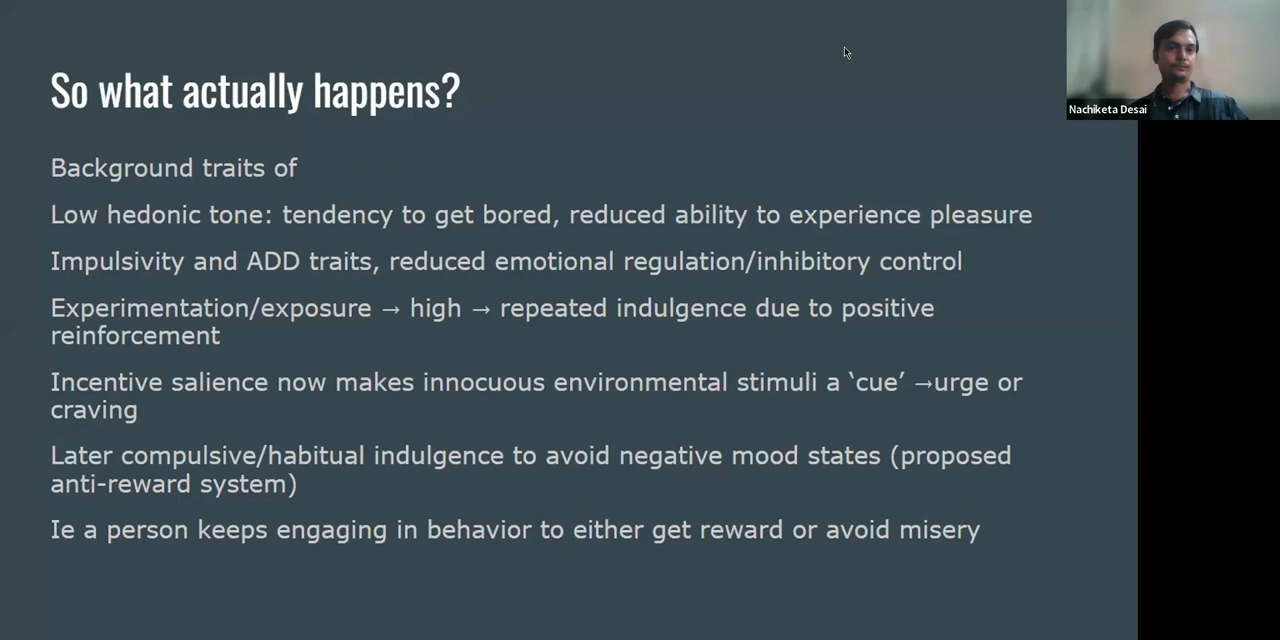 So what actually happens?
Nachiketa Desai
Background traits of
Low hedonic tone: tendency to get bored, reduced ability to experience pleasure
Impulsivity and ADD traits, reduced emotional regulation/inhibitory control
Experimentation/exposure → high → repeated indulgence due to positive
reinforcement
Incentive salience now makes innocuous environmental stimuli a ‘cue’ →urge or
craving
Later compulsive/habitual indulgence to avoid negative mood states (proposed
anti-reward system)
Ie a person keeps engaging in behavior to either get reward or avoid misery